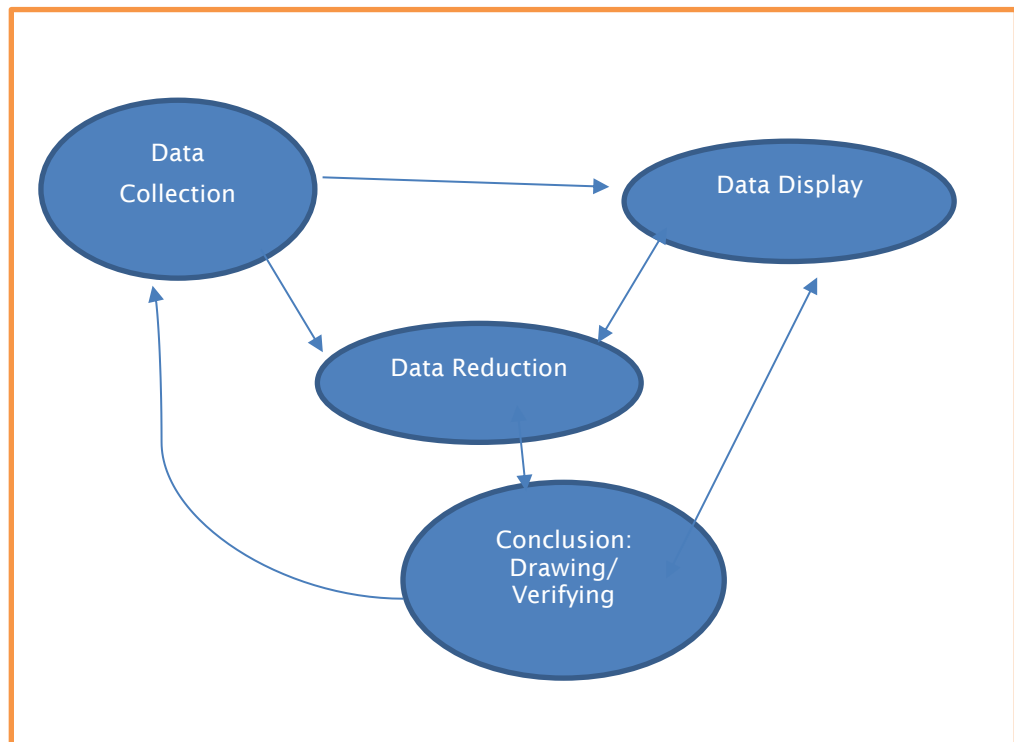 Data
Collection
Data Display
Data Reduction
Conclusion:
Drawing/
Verifying